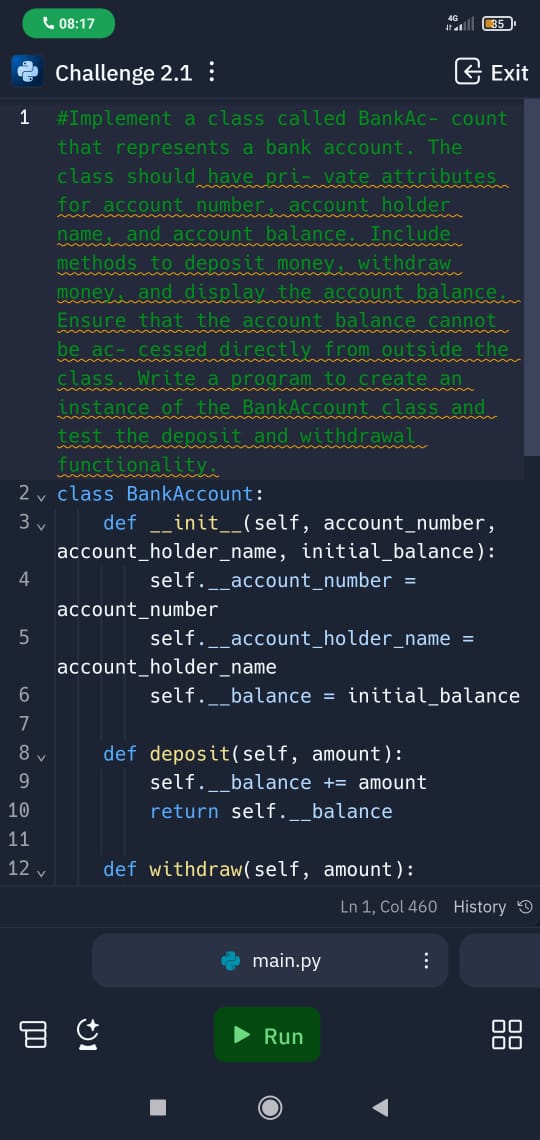 08:17
4G
35
Challenge 2.1
Exit
1 #Implement a class called BankAc- count
that represents a bank account. The
class should have pri- vate attributes
for account number, account holder
name, and account balance. Include
methods to deposit money, withdraw
money, and display the account balance.
Ensure that the account balance cannot
be ac- cessed directly from outside the
class. Write a program to create an
instance of the BankAccount class and
test the deposit and withdrawal
functionality.
2 class BankAccount:
3 def __init__(self, account_number,
account_holder_name, initial_balance):
4 self.__account_number =
account_number
5 self.__account_holder_name =
account_holder_name
6 self.__balance = initial_balance
7
8 def deposit(self, amount):
9 self.__balance += amount
10 return self.__balance
11
12 def withdraw(self, amount):
Ln 1, Col 460 History
main.py
Run